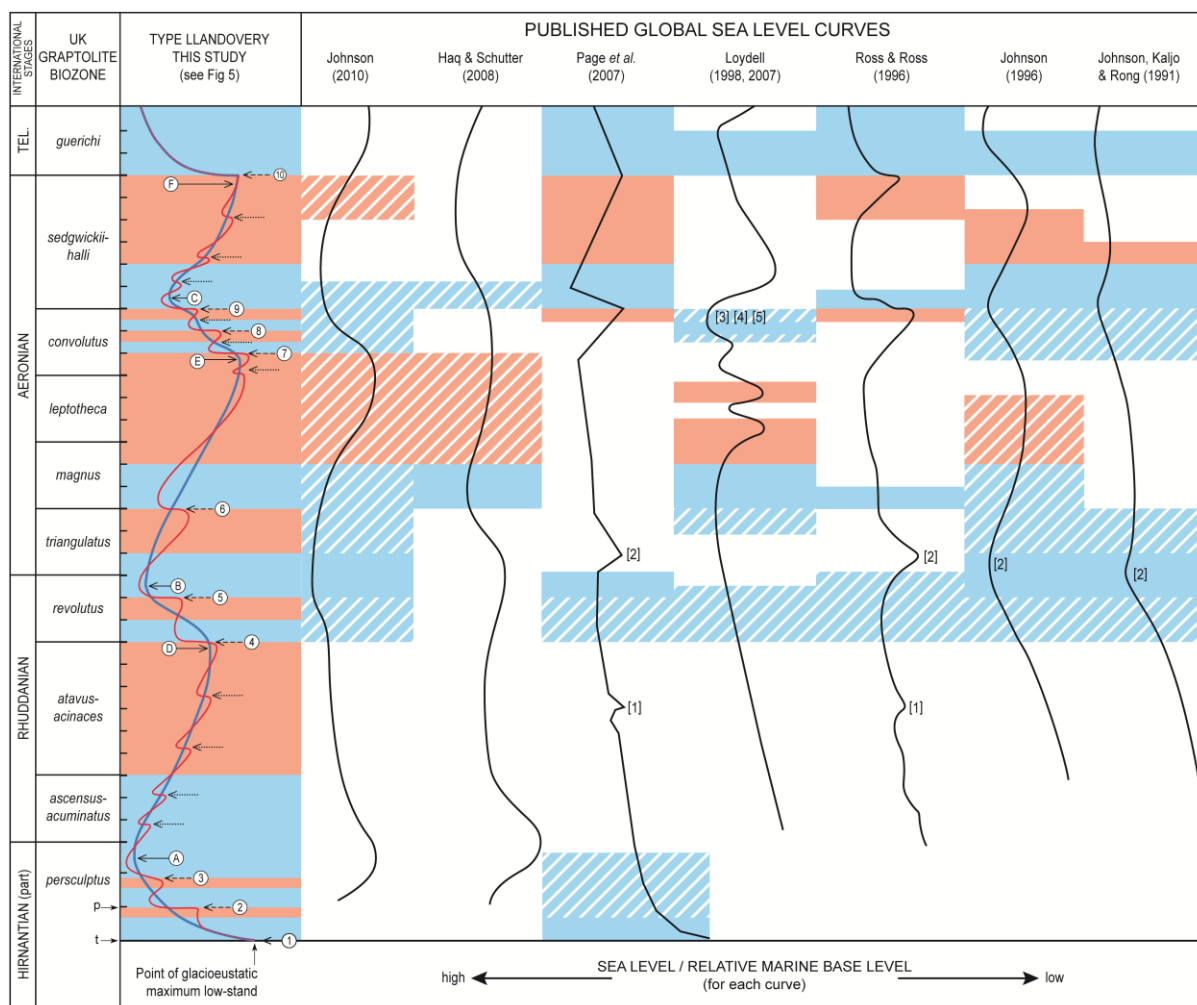 INTERNATIONAL
STAGES
UK
GRAPTOLITE
BIOZONE
TYPE LLANDOVERY
THIS STUDY
(see Fig 5)
PUBLISHED GLOBAL SEA LEVEL CURVES
Johnson
(2010)
Haq & Schutter
(2008)
Page et al.
(2007)
Loydell
(1998, 2007)
Ross & Ross
(1996)
Johnson
(1996)
Johnson, Kaljo
& Rong (1991)
TEL.
AERONIAN
RHUDDANIAN
HIRNANTIAN (part)
guerichi
sedgwickii-
halli
convolutus
leptotheca
magnus
triangulatus
revolutus
atavus-
acinaces
ascensus-
acuminatus
persculptus
p
t
10
F
C
9
8
7
E
6
B
5
4
D
A
3
2
1
[3] [4] [5]
[2]
[2]
[2]
[2]
[1]
[1]
Point of glacioeustatic
maximum low-stand
high
SEA LEVEL / RELATIVE MARINE BASE LEVEL
(for each curve)
low